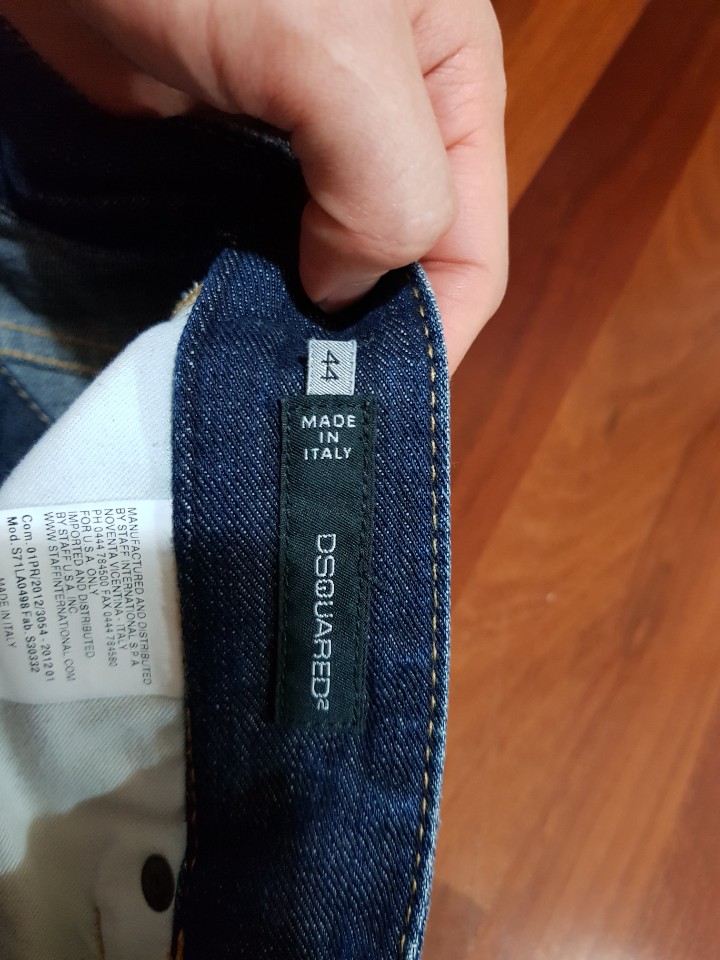 44
MADE
IN
ITALY
DSQUARED2
MANUFACTURED AND DISTRIBUTED
BY STAFF INTERNATIONAL S.P.A
NOVENTA VICENTINA - ITALY
PH 0444 784500 FAX 0444 784580
FOR U.S.A. ONLY
IMPORTED AND DISTRIBUTED
BY STAFF U.S.A. INC
WWW.STAFFINTERNATIONAL.COM
Com. 01PR/2012/3054 - 2012 01
Mod. S71LA0498 Fab. S30332
MADE IN ITALY